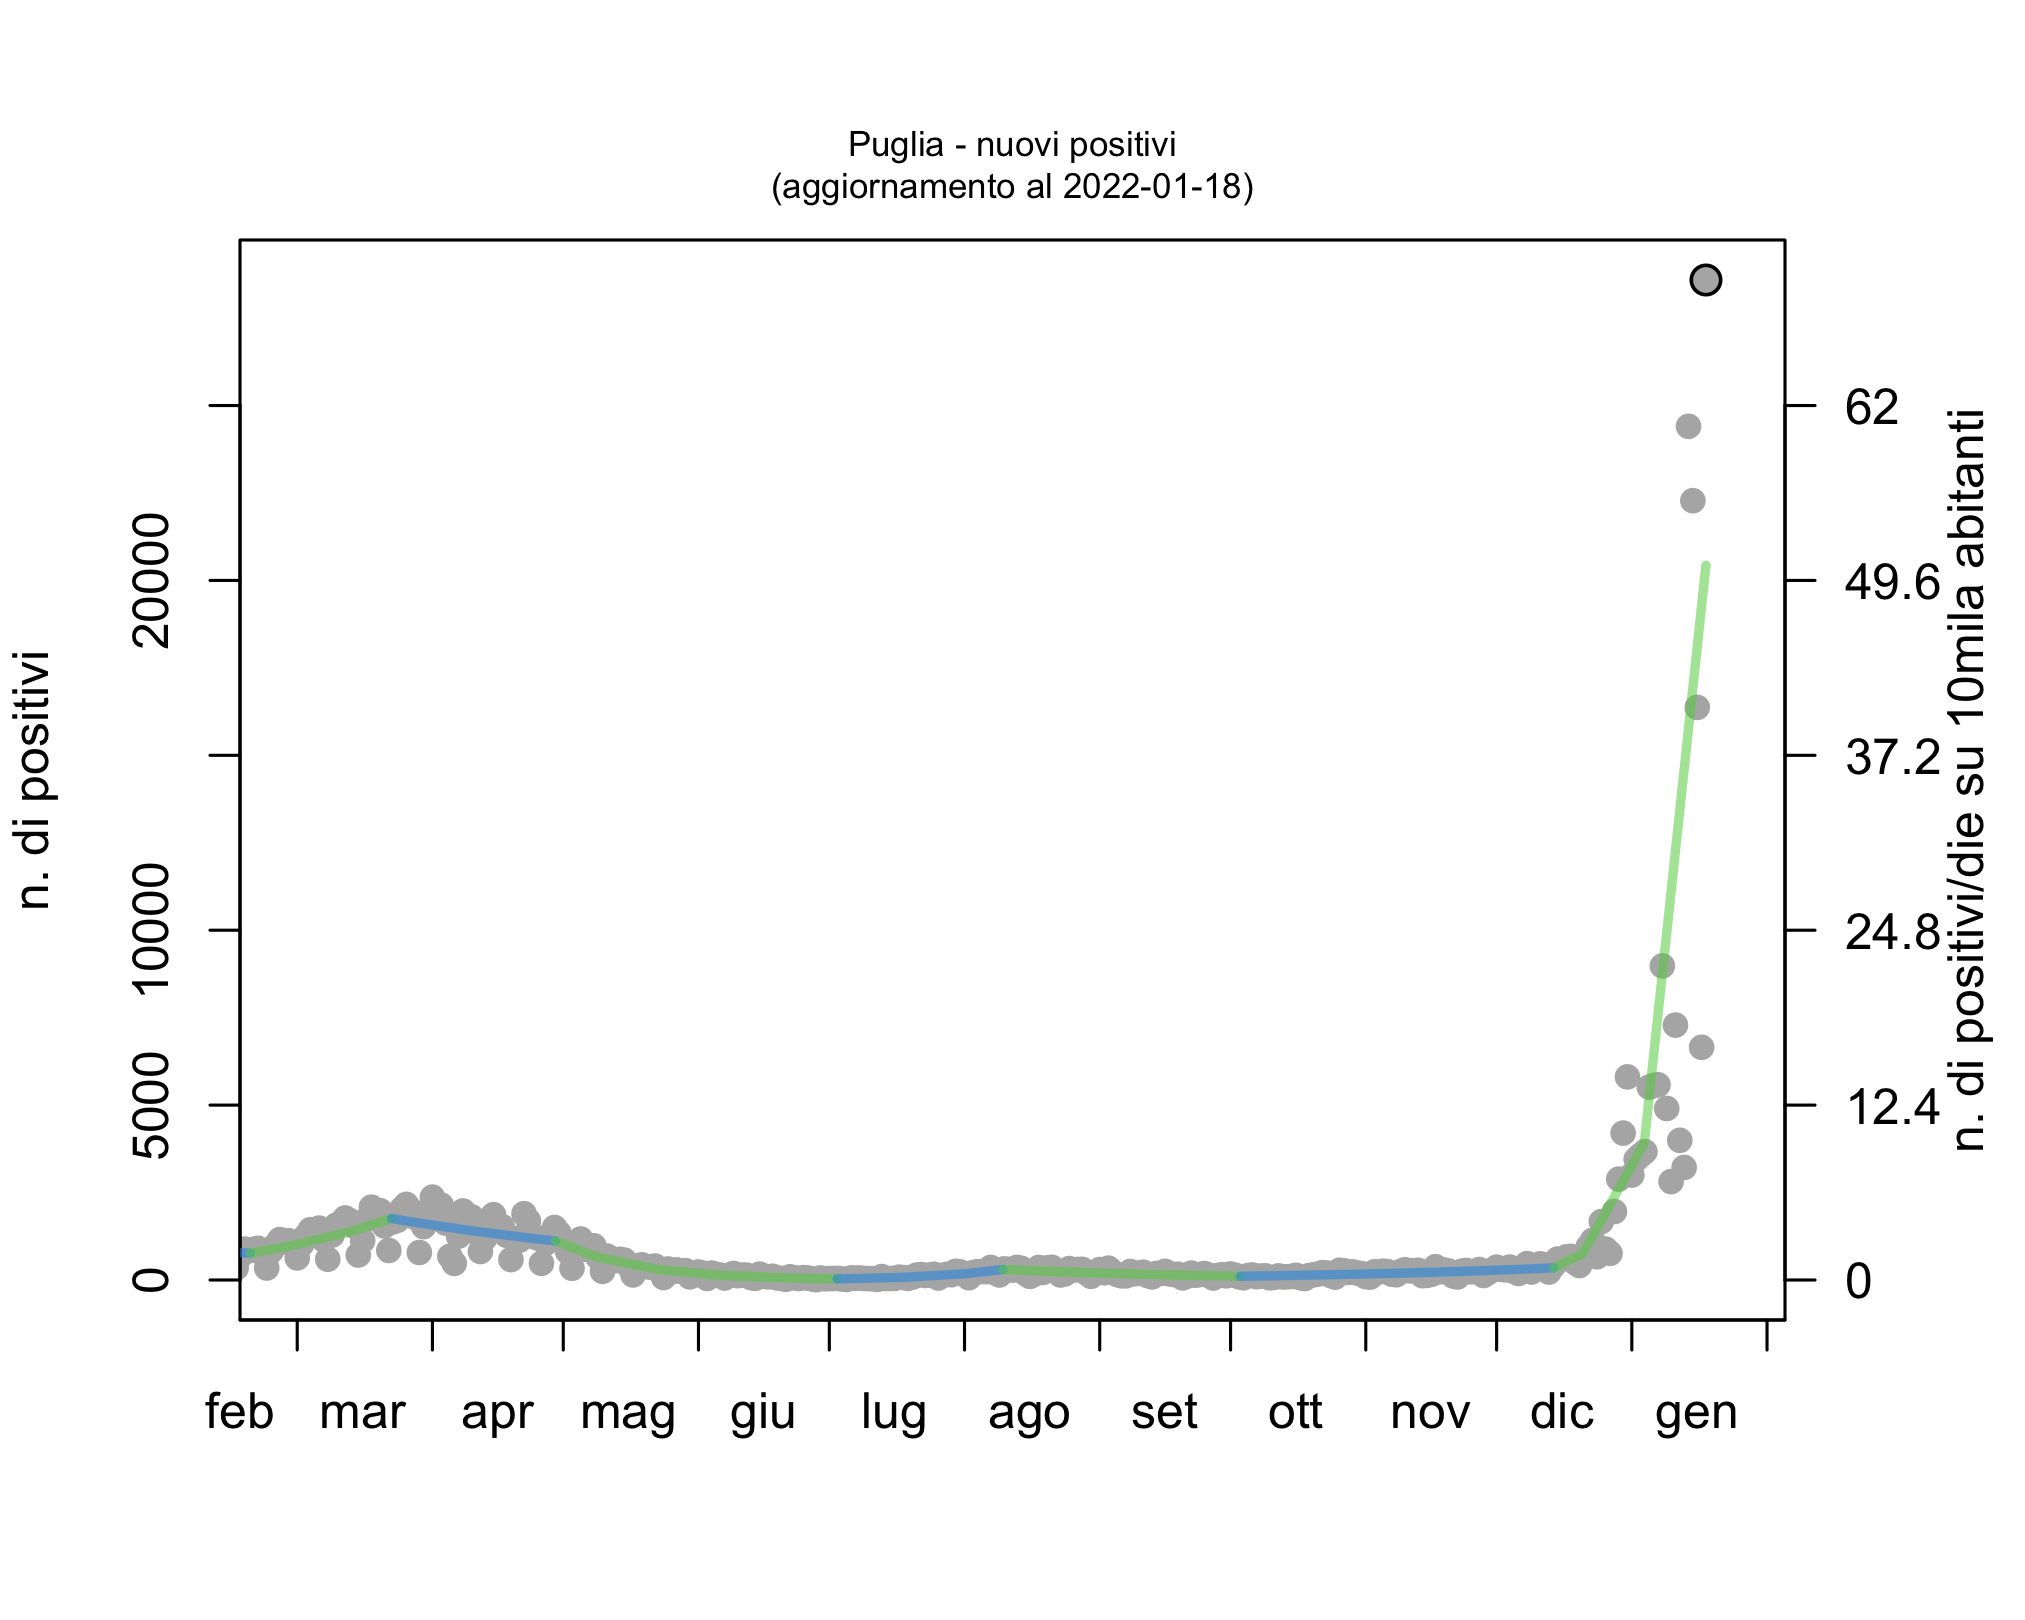 Puglia - nuovi positivi
(aggiornamento al 2022-01-18)
n. di positivi
20000
10000
5000
0
62
49.6
37.2
24.8
12.4
0
n. di positivi/die su 10mila abitanti
feb mar apr mag giu lug ago set ott nov dic gen